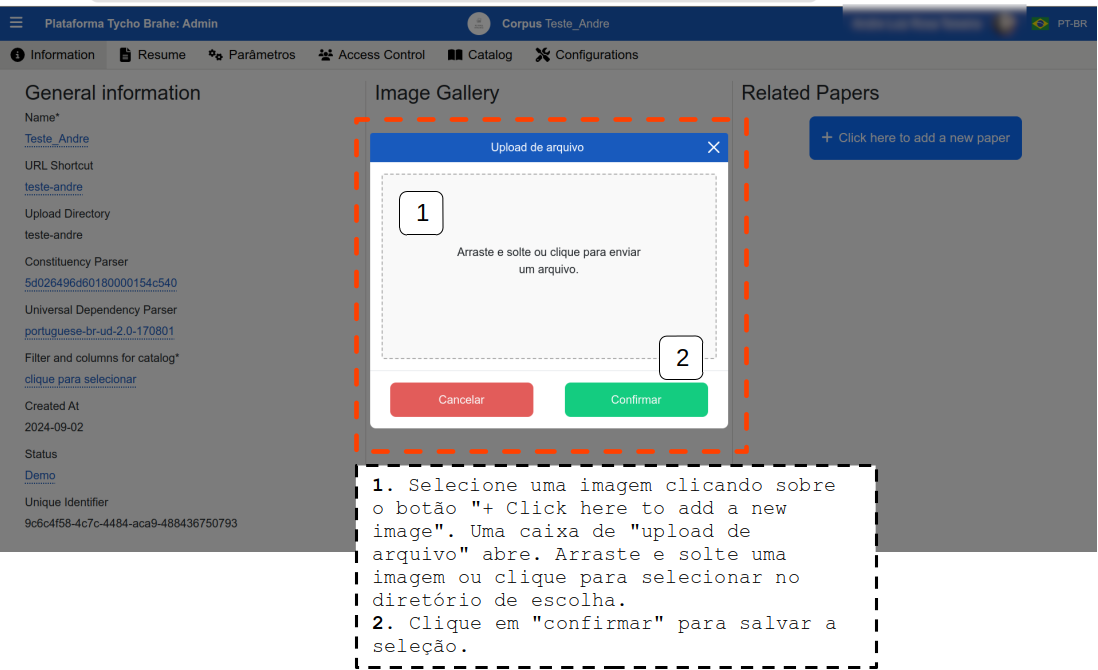 Plataforma Tycho Brahe: Admin
Corpus Teste_Andre
PT-BR
Information
Resume
Parâmetros
Access Control
Catalog
Configurations
General information
Name*
Teste_Andre
URL Shortcut
teste-andre
Upload Directory
teste-andre
Constituency Parser
5d026496d60180000154c540
Universal Dependency Parser
portuguese-br-ud-2.0-170801
Filter and columns for catalog*
clique para selecionar
Created At
2024-09-02
Status
Demo
Unique Identifier
9c6c4f58-4c7c-4484-aca9-488436750793
Image Gallery
Upload de arquivo
1
Arraste e solte ou clique para enviar
um arquivo.
2
Cancelar
Confirmar
Related Papers
+ Click here to add a new paper
1. Selecione uma imagem clicando sobre
o botão "+ Click here to add a new
image". Uma caixa de "upload de
arquivo" abre. Arraste e solte uma
imagem ou clique para selecionar no
diretório de escolha.
2. Clique em "confirmar" para salvar a
seleção.